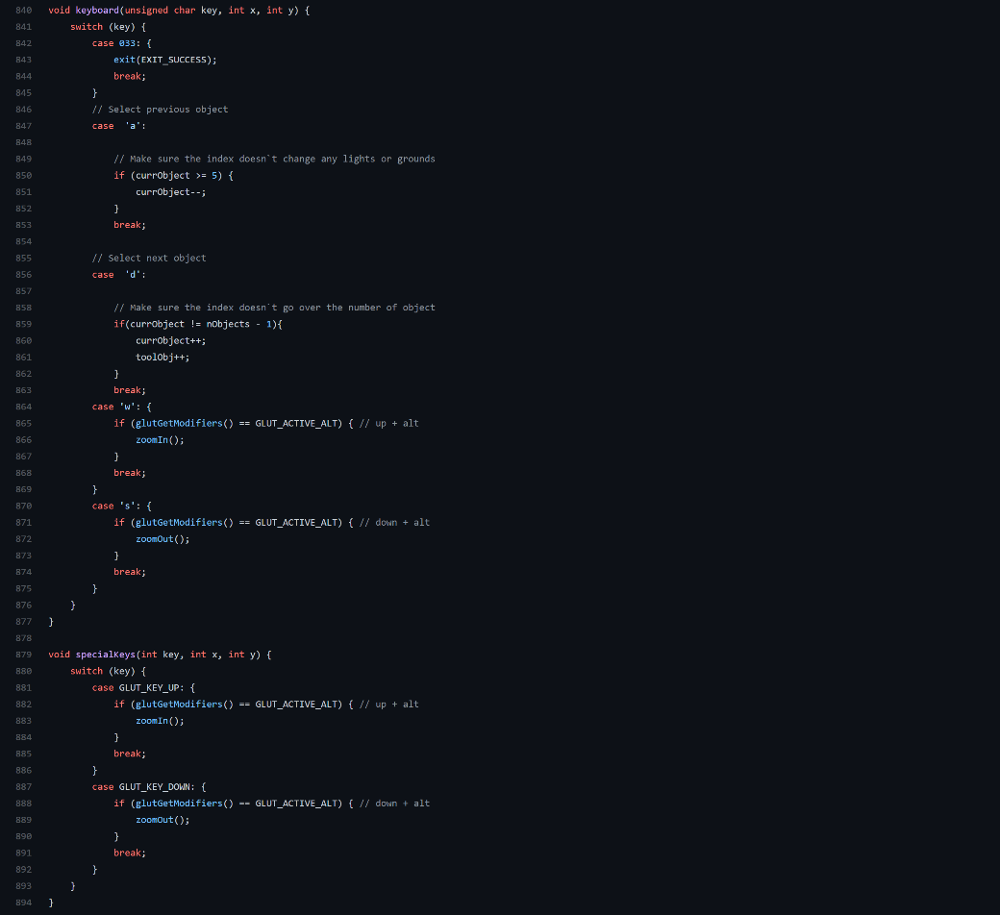 840 void keyboard(unsigned char key, int x, int y) {
841     switch (key) {
842         case 033: {
843             exit(EXIT_SUCCESS);
844             break;
845         }
846         // Select previous object
847         case  'a':
848
849             // Make sure the index doesn`t change any lights or grounds
850             if (currObject >= 5) {
851                 currObject--;
852             }
853             break;
854
855         // Select next object
856         case  'd':
857
858             // Make sure the index doesn`t go over the number of object
859             if(currObject != nObjects - 1){
860                 currObject++;
861                 toolObj++;
862             }
863             break;
864         case 'w': {
865             if (glutGetModifiers() == GLUT_ACTIVE_ALT) { // up + alt
866                 zoomIn();
867             }
868             break;
869         }
870         case 's': {
871             if (glutGetModifiers() == GLUT_ACTIVE_ALT) { // down + alt
872                 zoomOut();
873             }
874             break;
875         }
876     }
877 }
878
879 void specialKeys(int key, int x, int y) {
880     switch (key) {
881         case GLUT_KEY_UP: {
882             if (glutGetModifiers() == GLUT_ACTIVE_ALT) { // up + alt
883                 zoomIn();
884             }
885             break;
886         }
887         case GLUT_KEY_DOWN: {
888             if (glutGetModifiers() == GLUT_ACTIVE_ALT) { // down + alt
889                 zoomOut();
890             }
891             break;
892         }
893     }
894 }